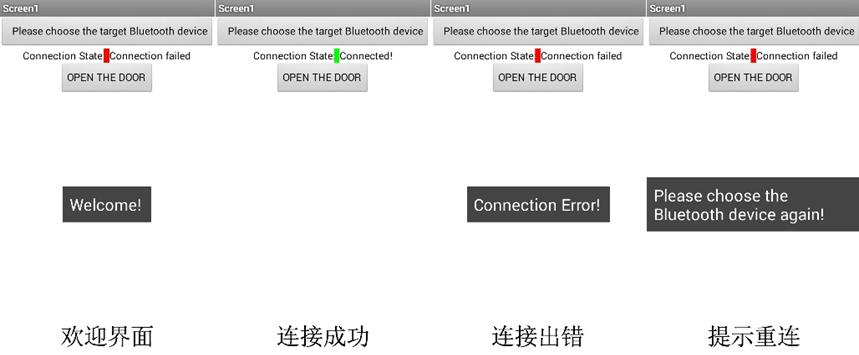 Screen1
Please choose the target Bluetooth device
Connection State: Connection failed
OPEN THE DOOR
Welcome!
欢迎界面
Screen1
Please choose the target Bluetooth device
Connection State: Connected!
OPEN THE DOOR
连接成功
Screen1
Please choose the target Bluetooth device
Connection State: Connection failed
OPEN THE DOOR
Connection Error!
连接出错
Screen1
Please choose the target Bluetooth device
Connection State: Connection failed
OPEN THE DOOR
Please choose the
Bluetooth device again!
提示重连